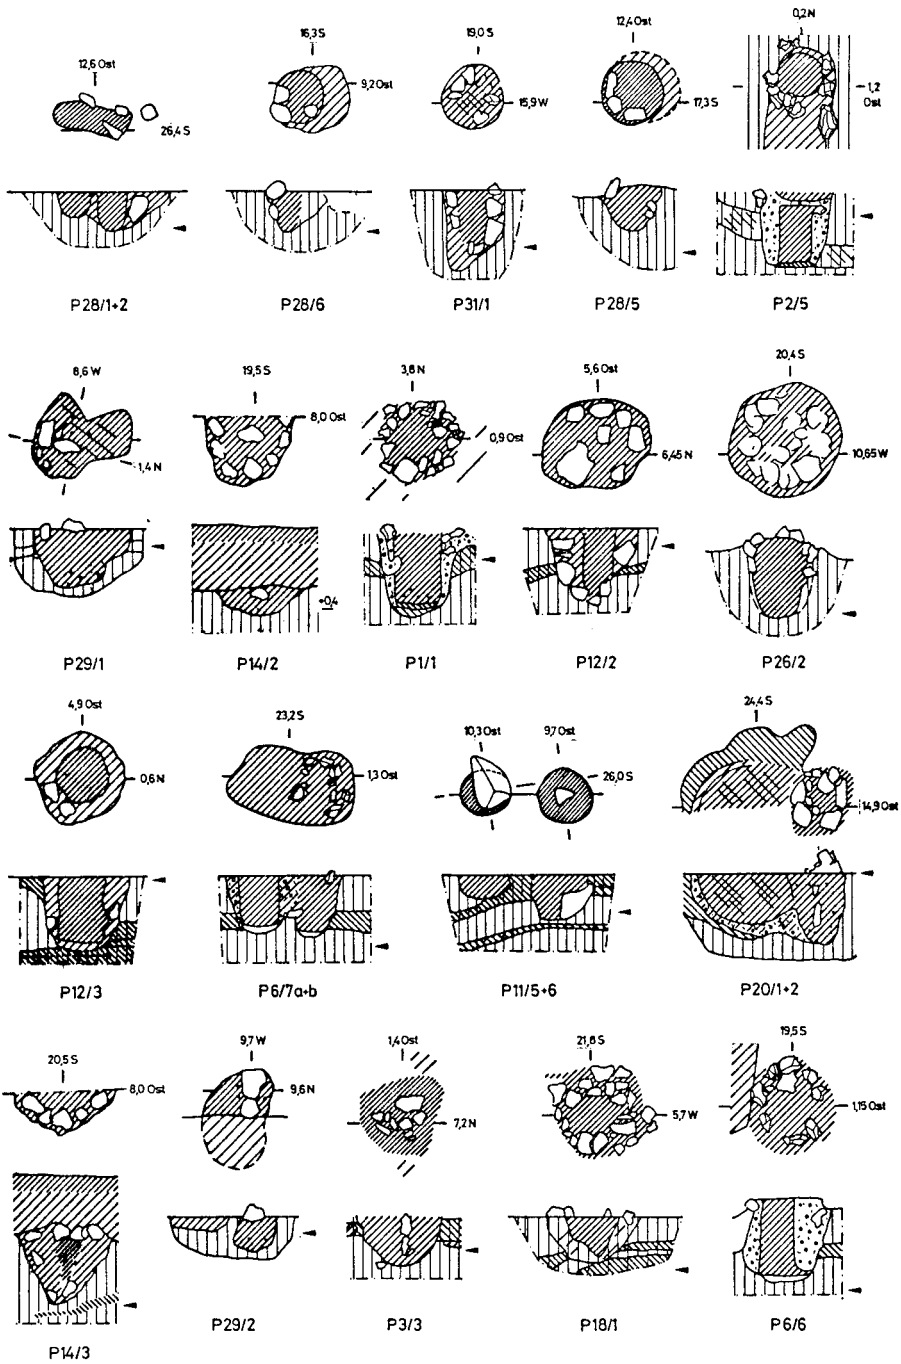 12,6 Ost
26,4 S
16,3 S
9,2 Ost
19,0 S
15,9 W
12,4 Ost
17,3 S
0,2 N
1,2
Ost
P28/1+2
P28/6
P31/1
P28/5
P2/5
8,6 W
1,4 N
19,5 S
8,0 Ost
3,8 N
0,9 Ost
5,6 Ost
6,45 N
20,4 S
10,65 W
+0,4
P29/1
P14/2
P1/1
P12/2
P26/2
4,9 Ost
0,6 N
23,2 S
1,3 Ost
10,3 Ost
9,7 Ost
26,0 S
24,4 S
14,9 Ost
P12/3
P6/7a+b
P11/5+6
P20/1+2
20,5 S
8,0 Ost
9,7 W
9,6 N
1,4 Ost
7,2 N
21,8 S
5,7 W
19,5 S
1,15 Ost
P14/3
P29/2
P3/3
P18/1
P6/6